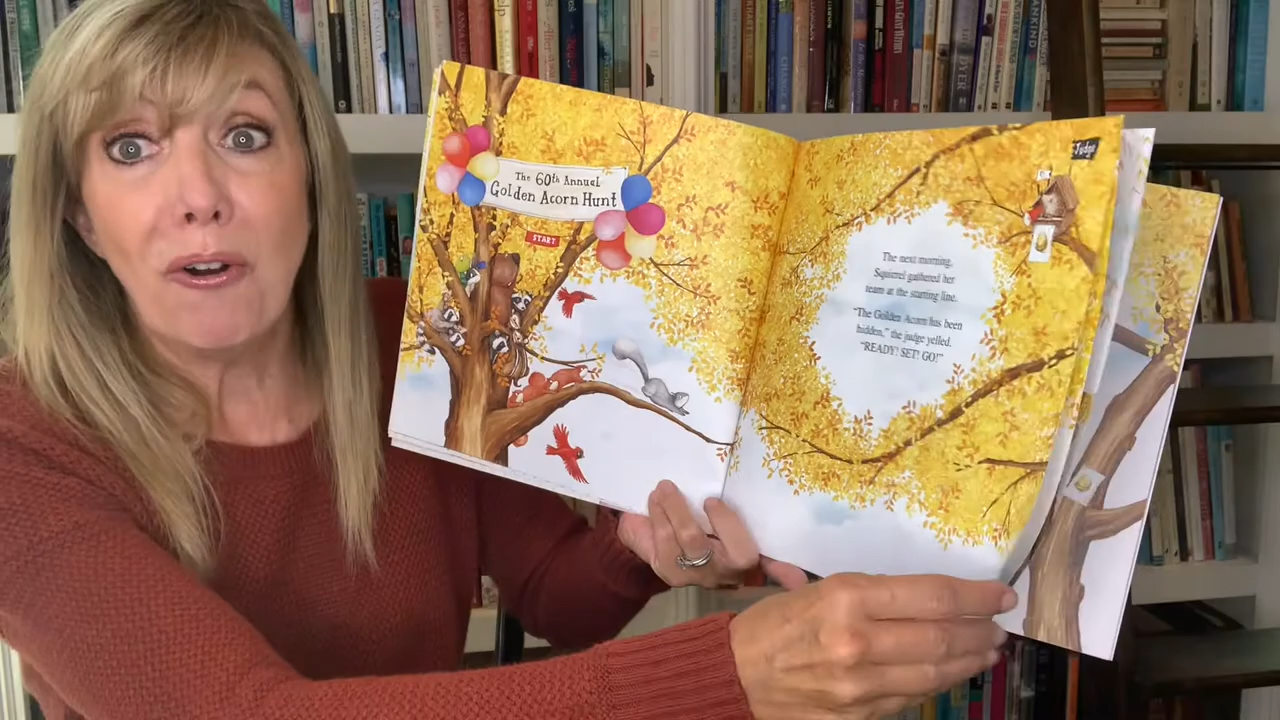 The 60th Annual
Golden Acorn Hunt
START
Judge
The next morning,
Squirrel gathered her
team at the starting line.
"The Golden Acorn has been
hidden," the judge yelled.
"READY! SET! GO!"